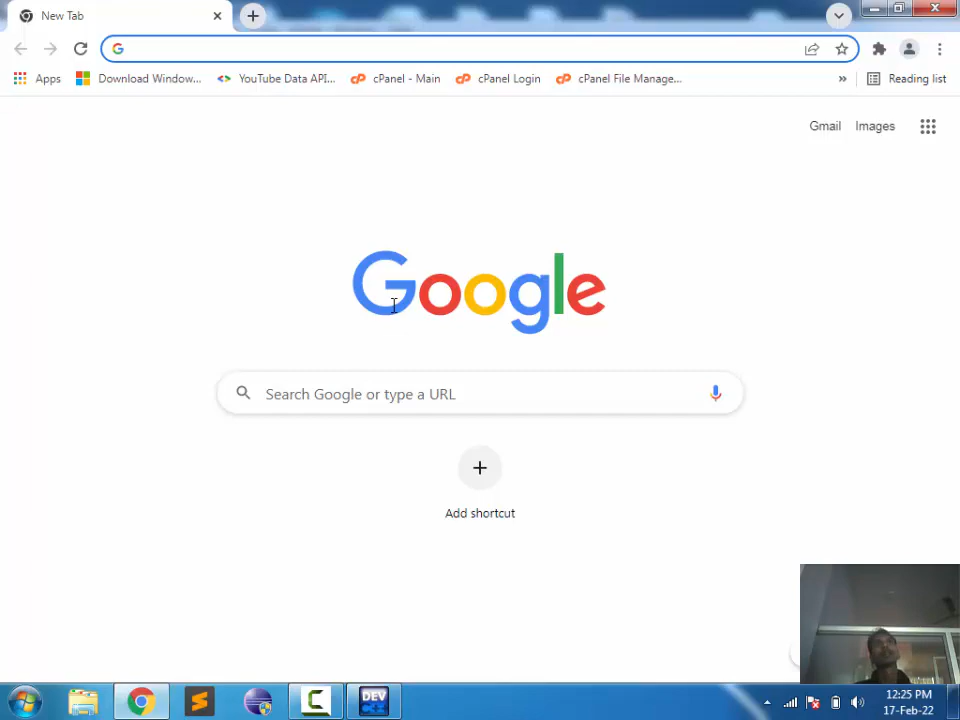 New Tab
Apps
Download Window...
YouTube Data API...
cPanel - Main
cPanel Login
cPanel File Manage...
»
Reading list
Gmail
Images
Google
Search Google or type a URL
Add shortcut
DEV
12:25 PM
17-Feb-22